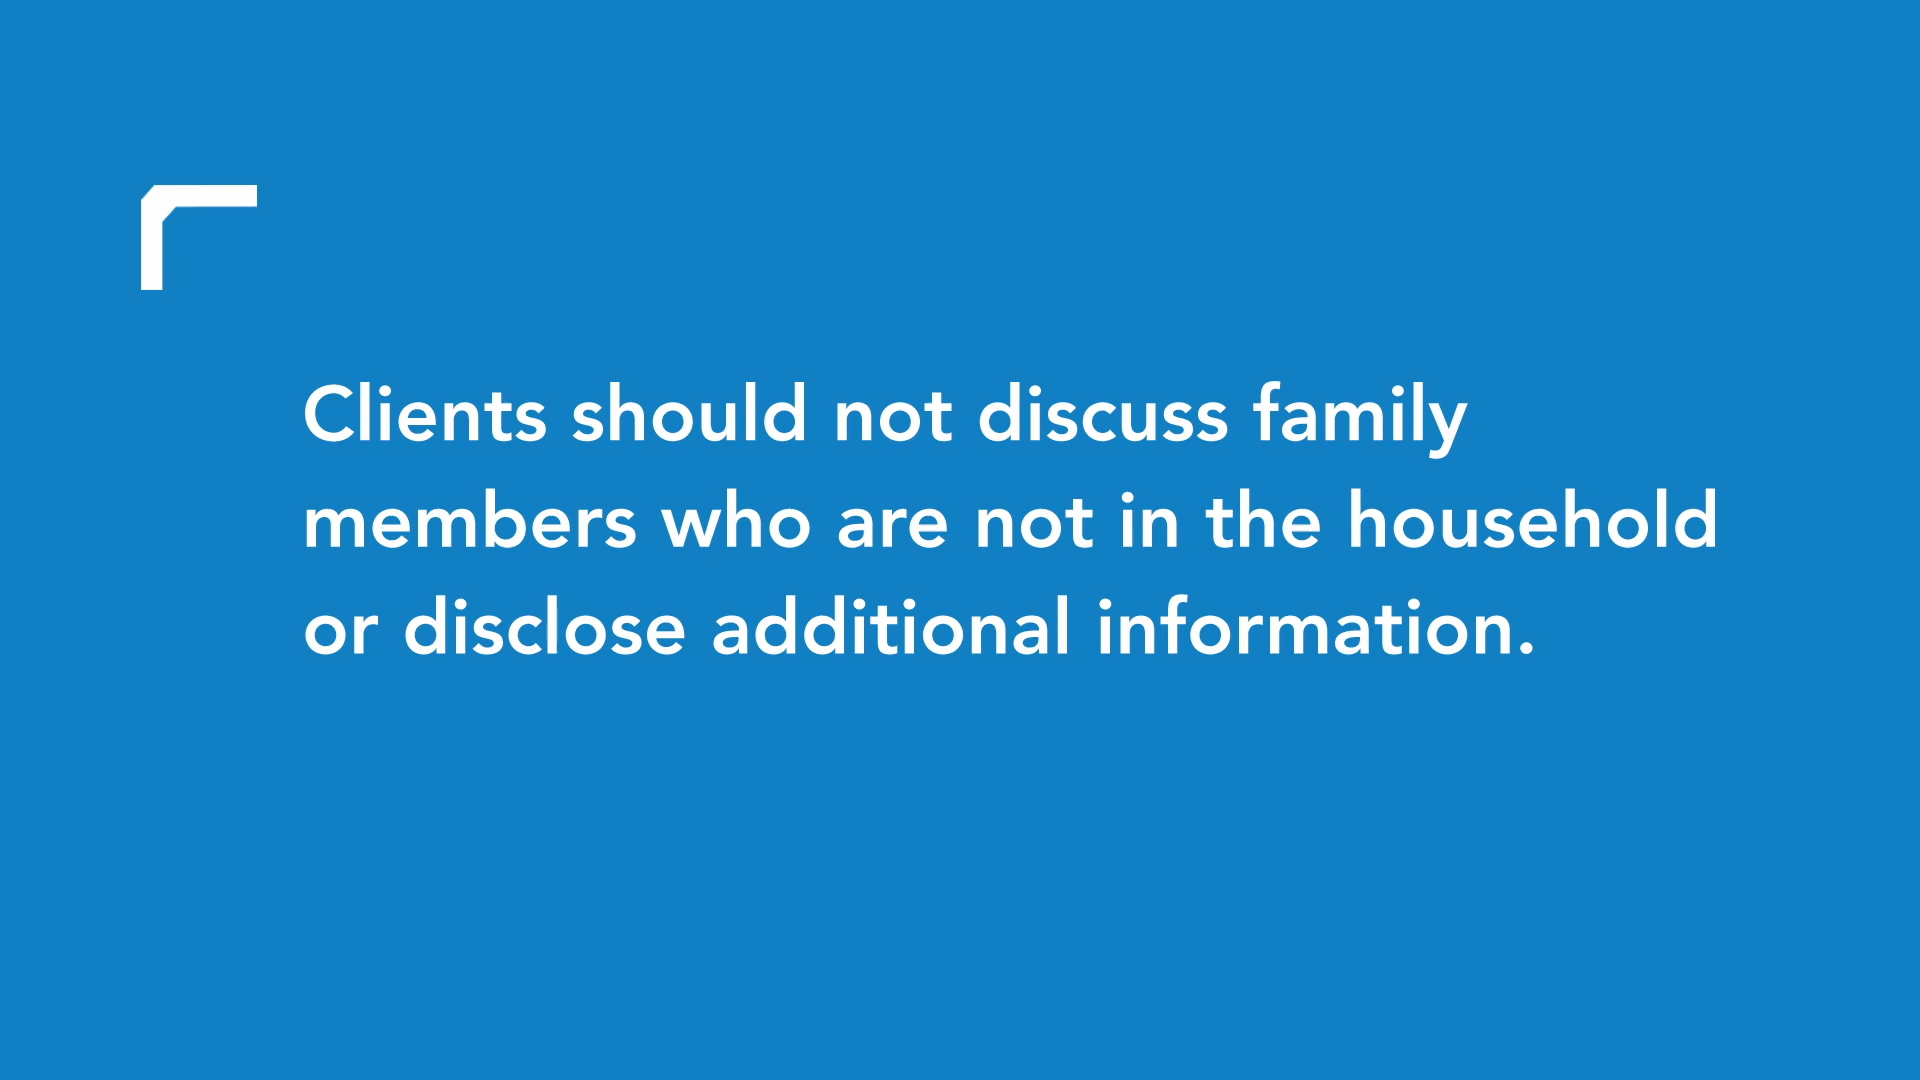 Clients should not discuss family
members who are not in the household
or disclose additional information.